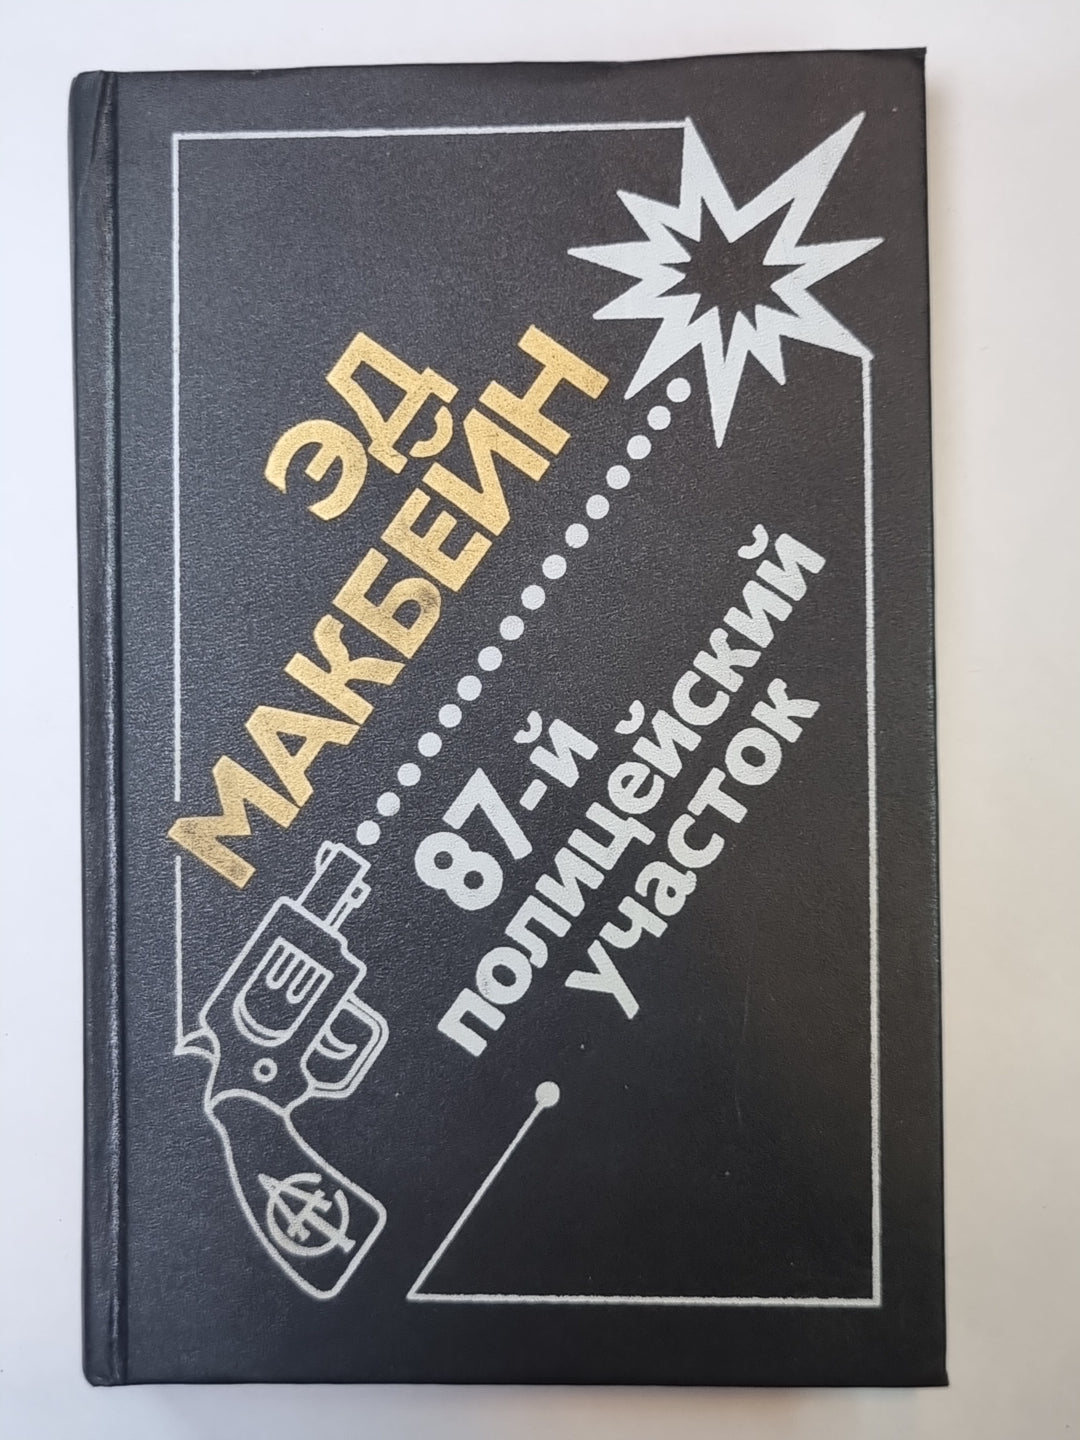 ЭД
МАКБЕЙН
87-й
полицейский
участок